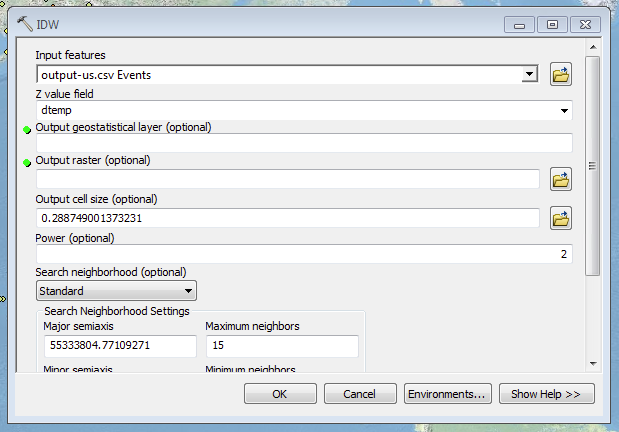 IDW
Input features
output-us.csv Events
Z value field
dtemp
Output geostatistical layer (optional)
Output raster (optional)
Output cell size (optional)
0.288749001373231
Power (optional)
2
Search neighborhood (optional)
Standard
Search Neighborhood Settings
Major semiaxis Maximum neighbors
55333804.77109271 15
Minor semiaxis Minimum neighbors
OK Cancel Environments... Show Help >>